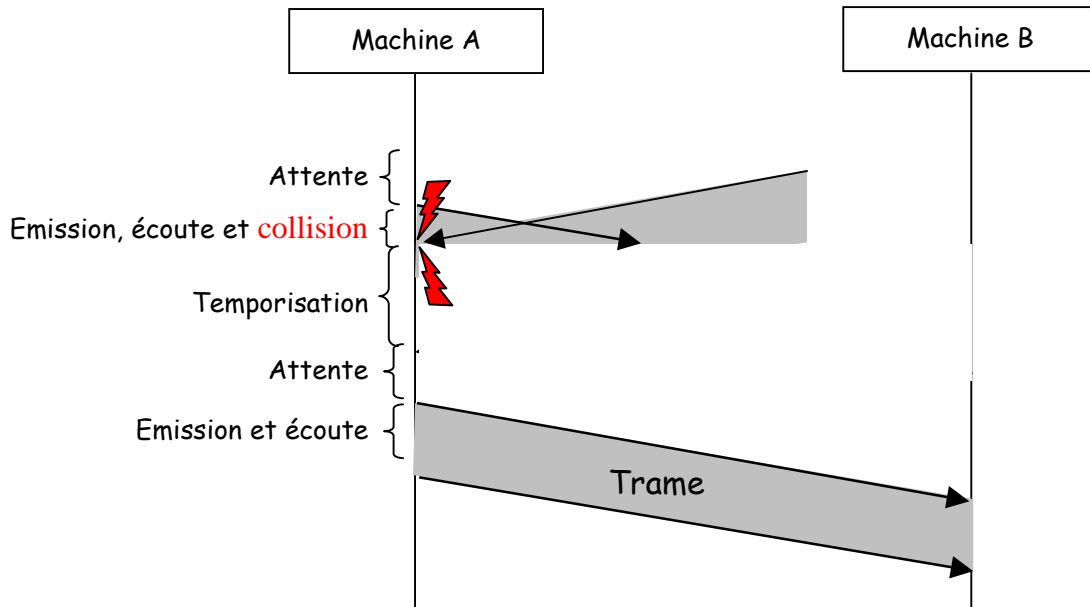 Machine A
Machine B
Attente
Emission, écoute et collision
Temporisation
Attente
Emission et écoute
Trame